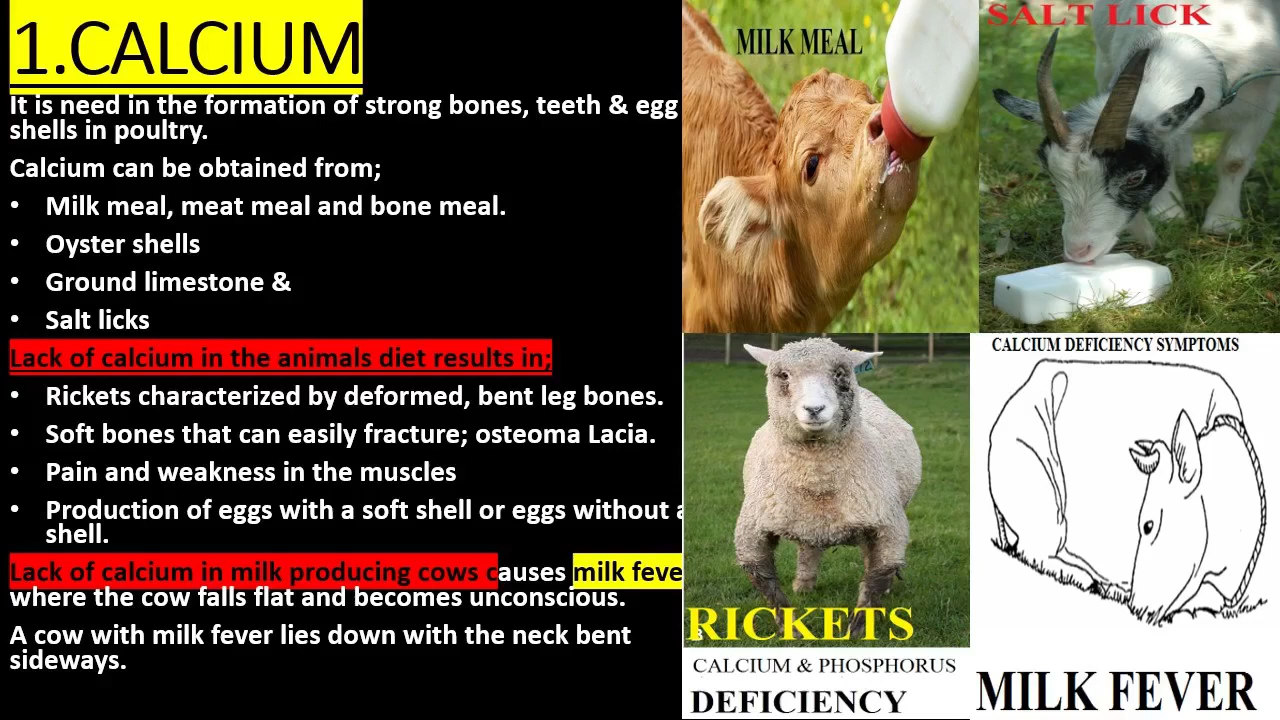 1.CALCIUM
It is need in the formation of strong bones, teeth & egg
shells in poultry.
Calcium can be obtained from;
• Milk meal, meat meal and bone meal.
• Oyster shells
• Ground limestone &
• Salt licks
Lack of calcium in the animals diet results in;
• Rickets characterized by deformed, bent leg bones.
• Soft bones that can easily fracture; osteoma Lacia.
• Pain and weakness in the muscles
• Production of eggs with a soft shell or eggs without a
shell.
Lack of calcium in milk producing cows causes milk feve
where the cow falls flat and becomes unconscious.
A cow with milk fever lies down with the neck bent
sideways.
MILK MEAL
SALT LICK
RICKETS
CALCIUM & PHOSPHORUS
DEFICIENCY
CALCIUM DEFICIENCY SYMPTOMS
MILK FEVER